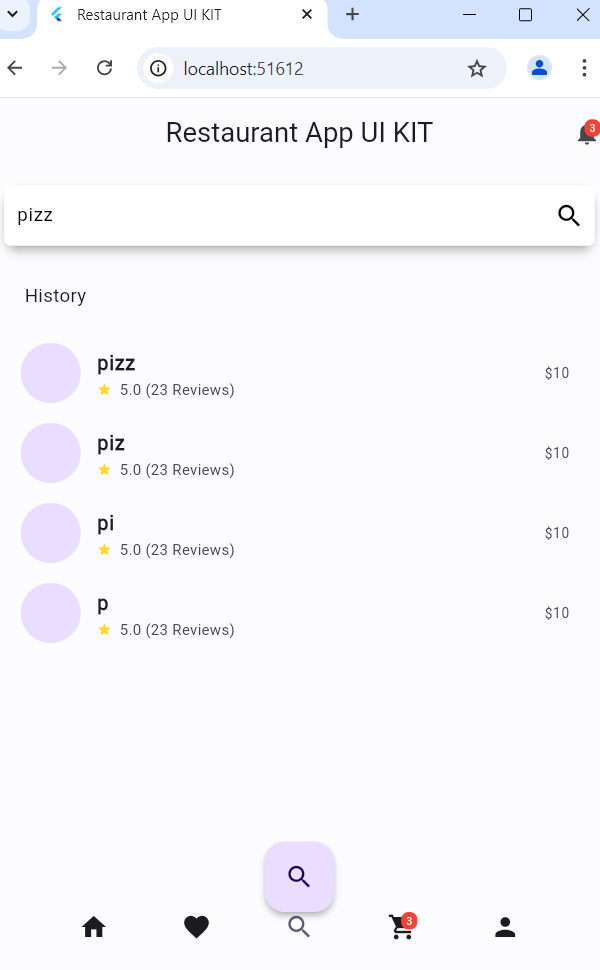 Restaurant App UI KIT
localhost:51612
Restaurant App UI KIT
3
pizz
History
pizz
5.0 (23 Reviews)
$10
piz
5.0 (23 Reviews)
$10
pi
5.0 (23 Reviews)
$10
p
5.0 (23 Reviews)
$10
3